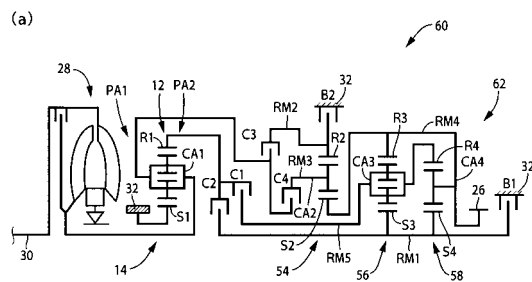 (a)
60
28
PA1
12
PA2
RM2
B2
32
62
R1
CA1
C3
R2
R3
RM4
RM3
R4
C4
CA3
CA4
32
C2
C1
26
B1
32
S1
CA2
S3
S2
S4
30
14
54
RM5
56
RM1
58